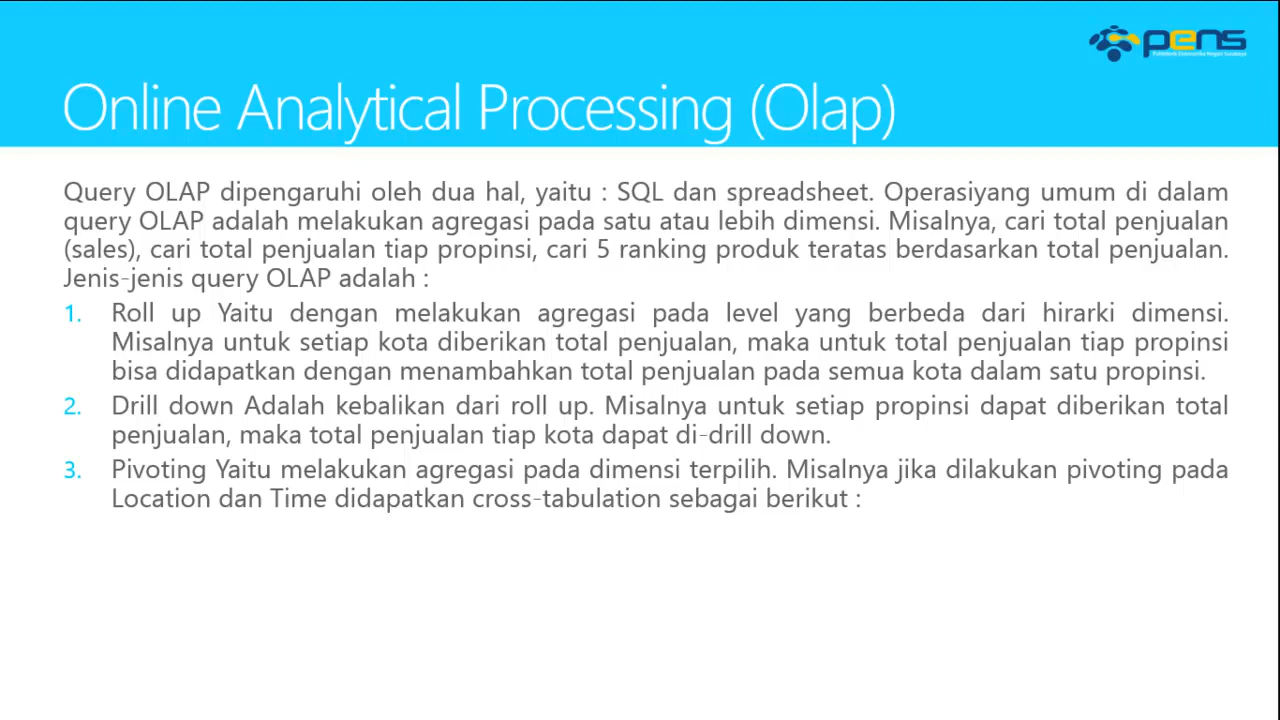 pens
Politeknik Elektronika Negeri Surabaya
Online Analytical Processing (Olap)
Query OLAP dipengaruhi oleh dua hal, yaitu : SQL dan spreadsheet. Operasiyang umum di dalam
query OLAP adalah melakukan agregasi pada satu atau lebih dimensi. Misalnya, cari total penjualan
(sales), cari total penjualan tiap propinsi, cari 5 ranking produk teratas berdasarkan total penjualan.
Jenis-jenis query OLAP adalah :
1. Roll up Yaitu dengan melakukan agregasi pada level yang berbeda dari hirarki dimensi.
Misalnya untuk setiap kota diberikan total penjualan, maka untuk total penjualan tiap propinsi
bisa didapatkan dengan menambahkan total penjualan pada semua kota dalam satu propinsi.
2. Drill down Adalah kebalikan dari roll up. Misalnya untuk setiap propinsi dapat diberikan total
penjualan, maka total penjualan tiap kota dapat di-drill down.
3. Pivoting Yaitu melakukan agregasi pada dimensi terpilih. Misalnya jika dilakukan pivoting pada
Location dan Time didapatkan cross-tabulation sebagai berikut :